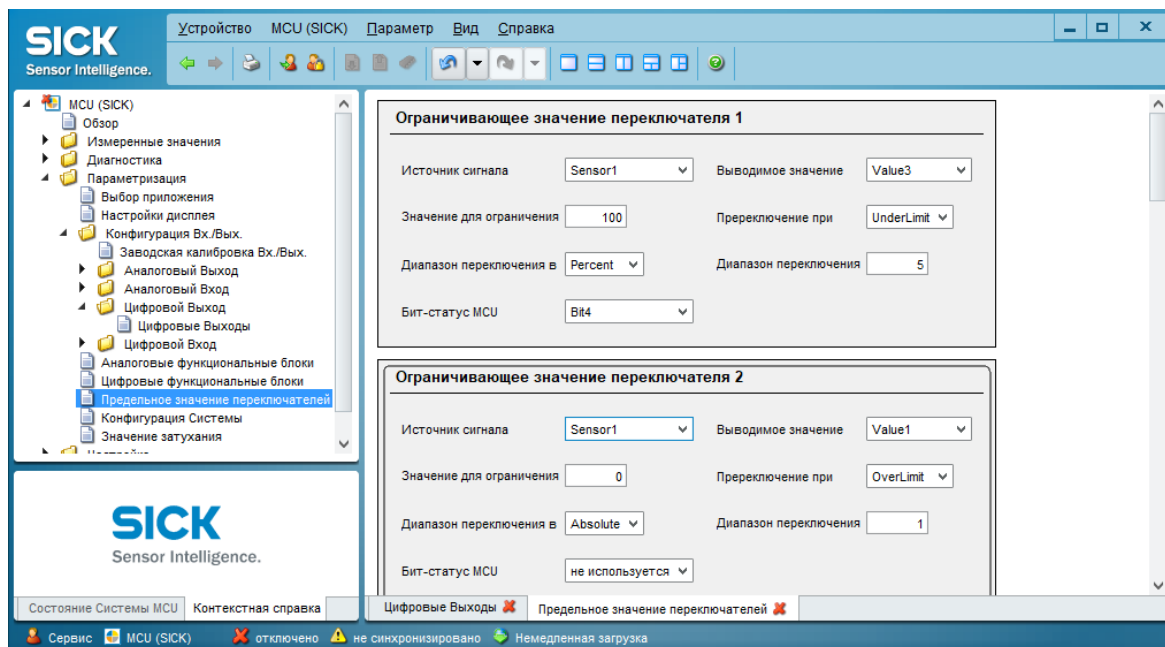 SICK
Sensor Intelligence.
Устройство MCU (SICK) Параметр Вид Справка
MCU (SICK)
Обзор
Измеренные значения
Диагностика
Параметризация
Выбор приложения
Настройки дисплея
Конфигурация Вх./Вых.
Заводская калибровка Вх./Вых.
Аналоговый Выход
Аналоговый Вход
Цифровой Выход
Цифровые Выходы
Цифровой Вход
Аналоговые функциональные блоки
Цифровые функциональные блоки
Предельное значение переключателей
Конфигурация Системы
Значение затухания
SICK
Sensor Intelligence.
Состояние Системы MCU Контекстная справка
Ограничивающее значение переключателя 1
Источник сигнала Sensor1 Выводимое значение Value3
Значение для ограничения 100 Пререключение при UnderLimit
Диапазон переключения в Percent Диапазон переключения 5
Бит-статус MCU Bit4
Ограничивающее значение переключателя 2
Источник сигнала Sensor1 Выводимое значение Value1
Значение для ограничения 0 Пререключение при OverLimit
Диапазон переключения в Absolute Диапазон переключения 1
Бит-статус MCU не используется
Цифровые Выходы Предельное значение переключателей
Сервис MCU (SICK) отключено не синхронизировано Немедленная загрузка